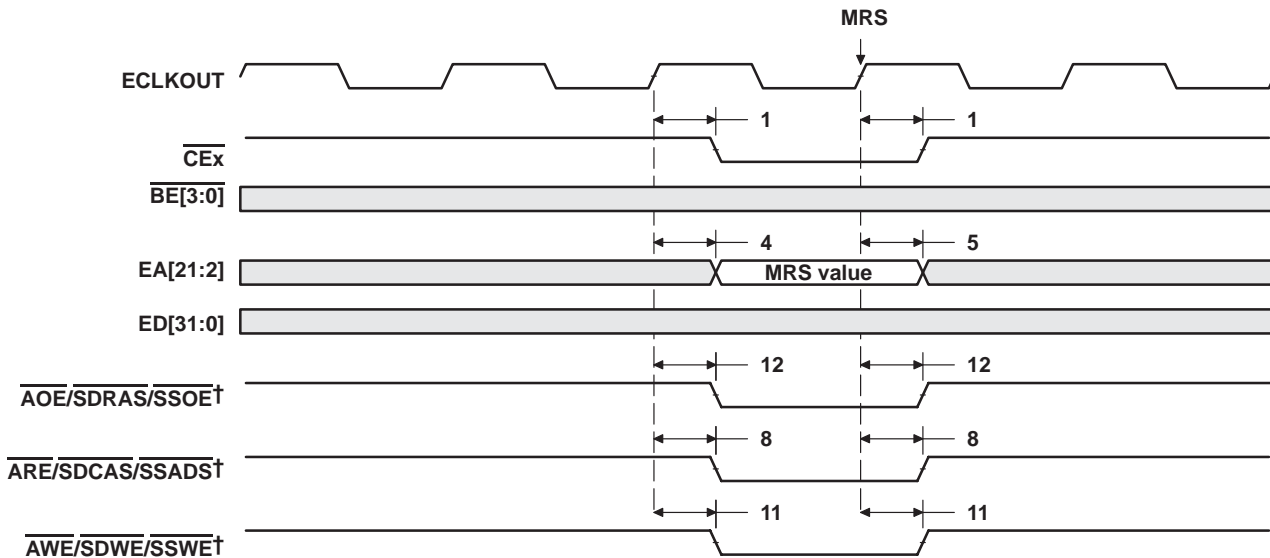 MRS
ECLKOUT
1 1
CEx
BE[3:0]
4 5
EA[21:2] MRS value
ED[31:0]
12 12
AOE/SDRAS/SSOE†
8 8
ARE/SDCAS/SSADS†
11 11
AWE/SDWE/SSWE†